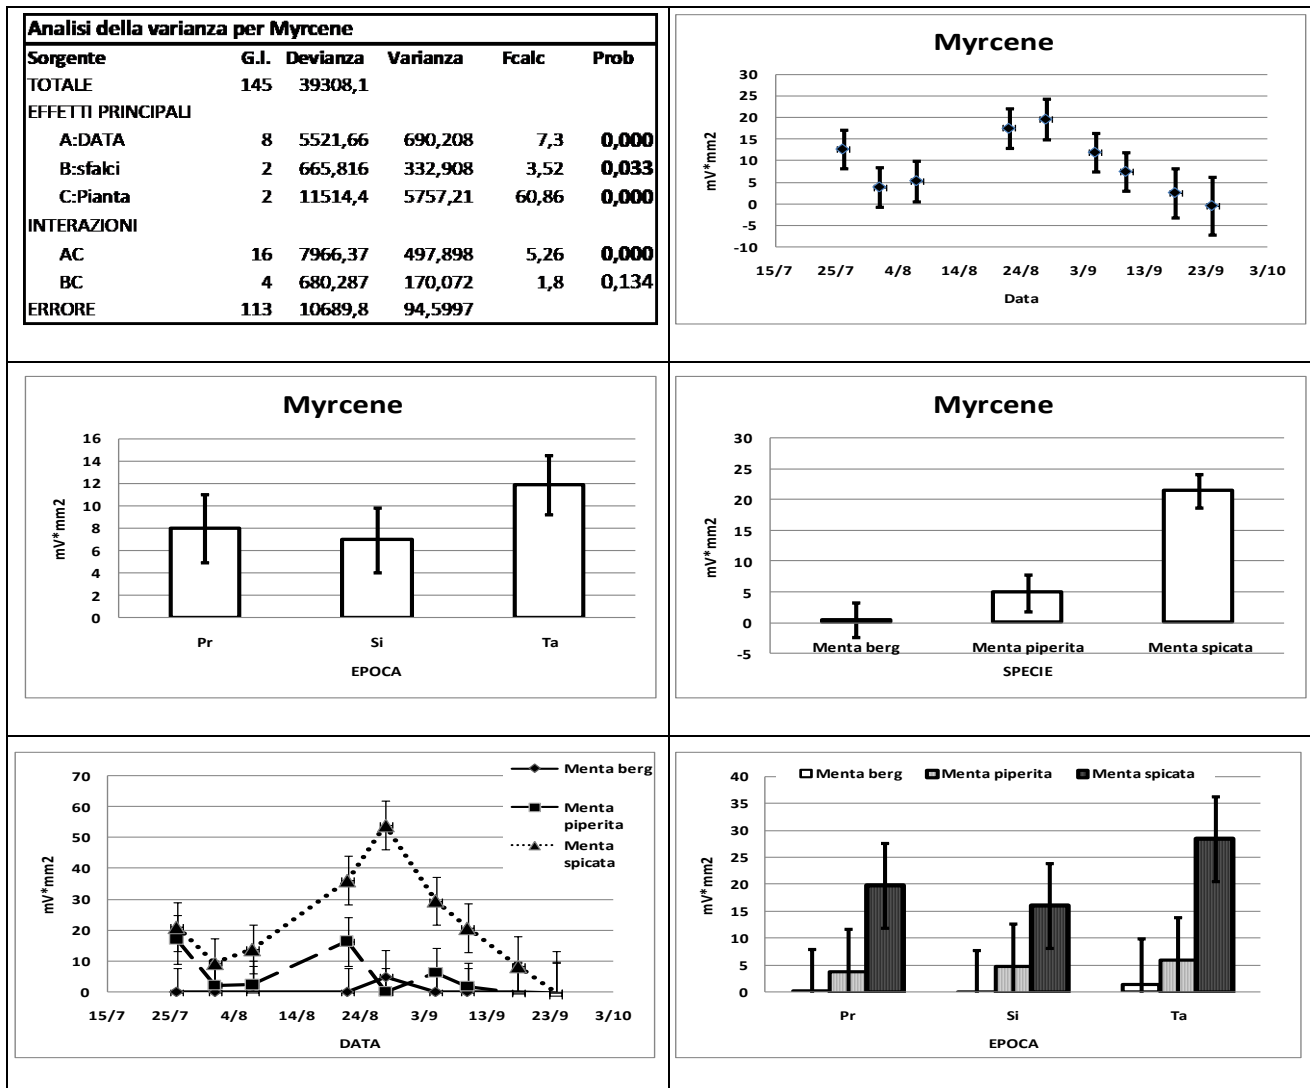 Analisi della varianza per Myrcene
Sorgente G.l. Devianza Varianza Fcalc Prob
TOTALE 145 39308,1
EFFETTI PRINCIPALI
A:DATA 8 5521,66 690,208 7,3 0,000
B:sfalci 2 665,816 332,908 3,52 0,033
C:Pianta 2 11514,4 5757,21 60,86 0,000
INTERAZIONI
AC 16 7966,37 497,898 5,26 0,000
BC 4 680,287 170,072 1,8 0,134
ERRORE 113 10689,8 94,5997
Myrcene
30
25
20
15
10
5
0
-5
-10
mV*mm2
15/7 25/7 4/8 14/8 24/8 3/9 13/9 23/9 3/10
Data
Myrcene
16
14
12
10
8
6
4
2
0
mV*mm2
Pr Si Ta
EPOCA
Myrcene
30
25
20
15
10
5
0
-5
mV*mm2
Menta berg Menta piperita Menta spicata
SPECIE
70
60
50
40
30
20
10
0
mV*mm2
Menta berg
Menta
piperita
Menta
spicata
15/7 25/7 4/8 14/8 24/8 3/9 13/9 23/9 3/10
DATA
40
35
30
25
20
15
10
5
0
mV*mm2
Menta berg Menta piperita Menta spicata
Pr Si Ta
EPOCA